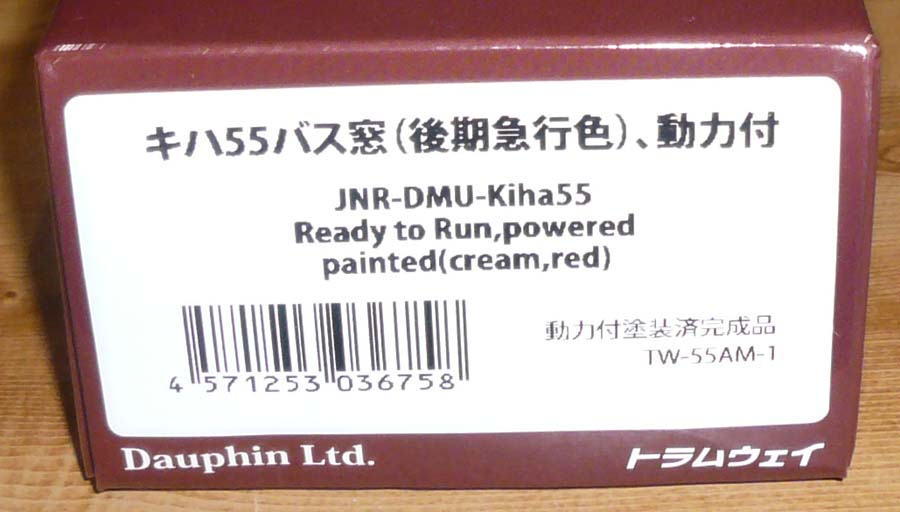 キハ55バス窓(後期急行色)、動力付
JNR-DMU-Kiha55
Ready to Run,powered
painted(cream,red)
動力付塗装済完成品
TW-55AM-1
4 571253 036758
Dauphin Ltd.
トラムウェイ